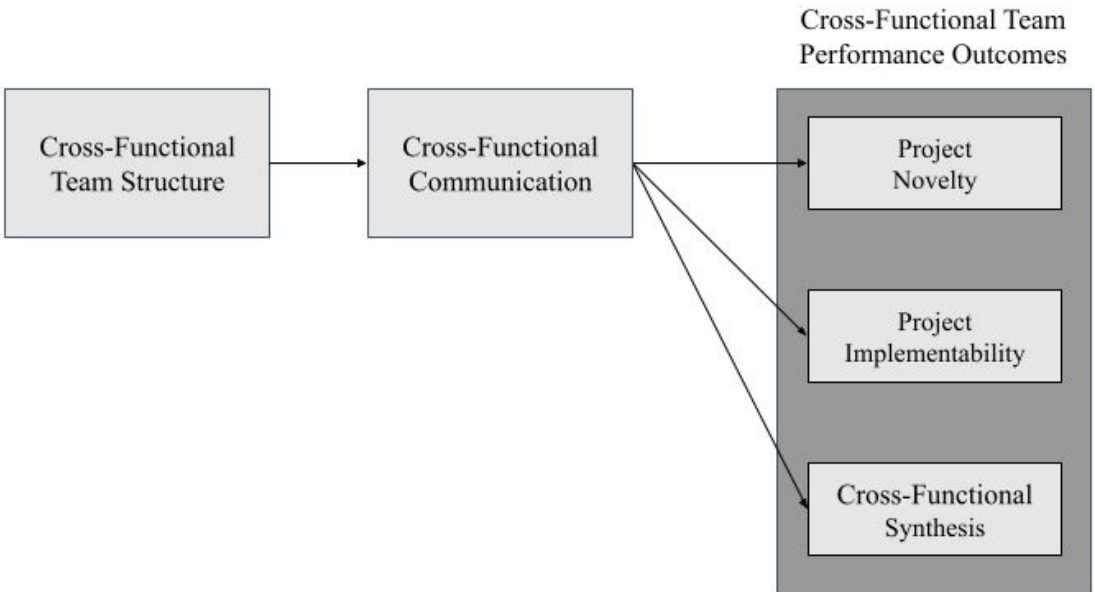 Cross-Functional Team
Performance Outcomes
Cross-Functional
Team Structure
Cross-Functional
Communication
Project
Novelty
Project
Implementability
Cross-Functional
Synthesis